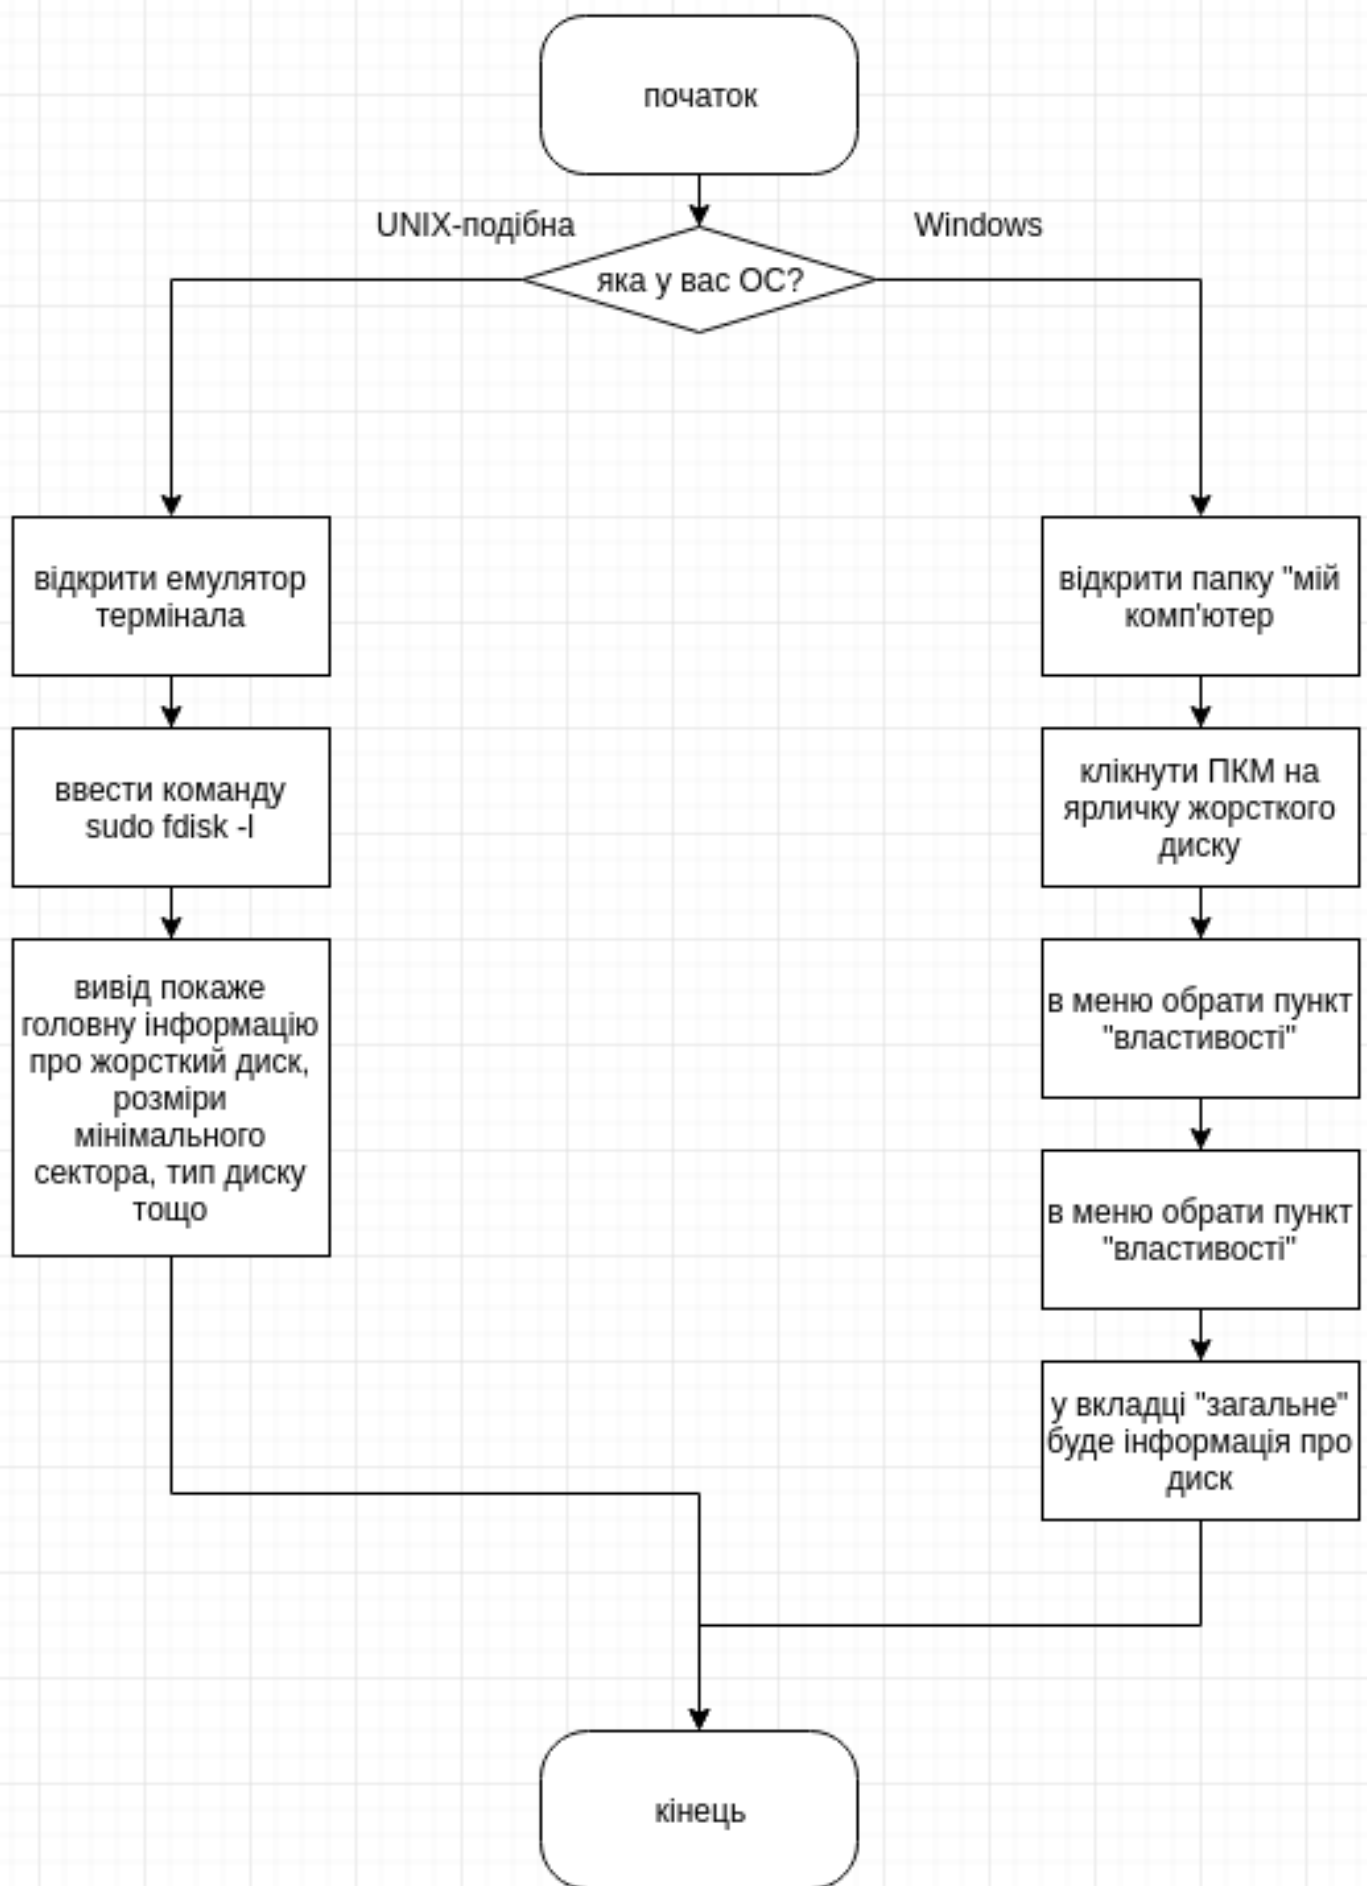 початок
UNIX-подібна
Windows
яка у вас ОС?
відкрити емулятор
термінала
ввести команду
sudo fdisk -l
вивід покаже
головну інформацію
про жорсткий диск,
розміри
мінімального
сектора, тип диску
тощо
відкрити папку "мій
комп'ютер
клікнути ПКМ на
ярличку жорсткого
диску
в меню обрати пункт
"властивості"
в меню обрати пункт
"властивості"
у вкладці "загальне"
буде інформація про
диск
кінець